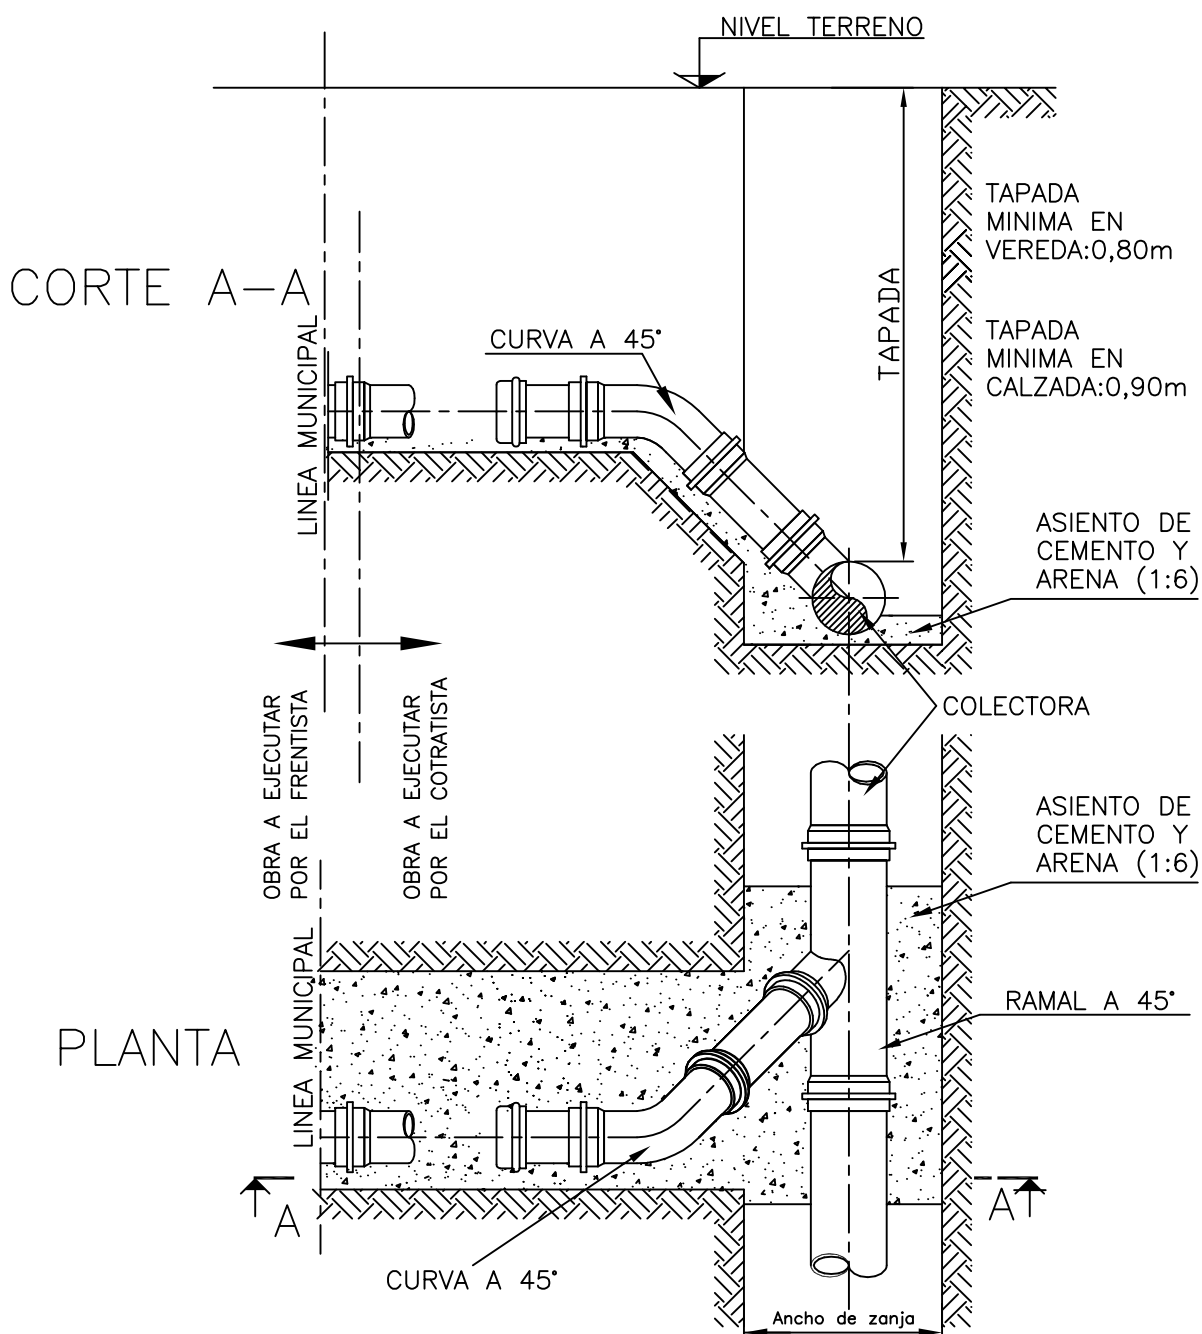 NIVEL TERRENO
TAPADA
MINIMA EN
VEREDA:0,80m
CORTE A-A
LINEA MUNICIPAL
CURVA A 45°
TAPADA
TAPADA
MINIMA EN
CALZADA:0,90m
ASIENTO DE
CEMENTO Y
ARENA (1:6)
OBRA A EJECUTAR
POR EL FRENTISTA
OBRA A EJECUTAR
POR EL COTRATISTA
COLECTORA
ASIENTO DE
CEMENTO Y
ARENA (1:6)
LINEA MUNICIPAL
PLANTA
RAMAL A 45°
A
A
CURVA A 45°
Ancho de zanja